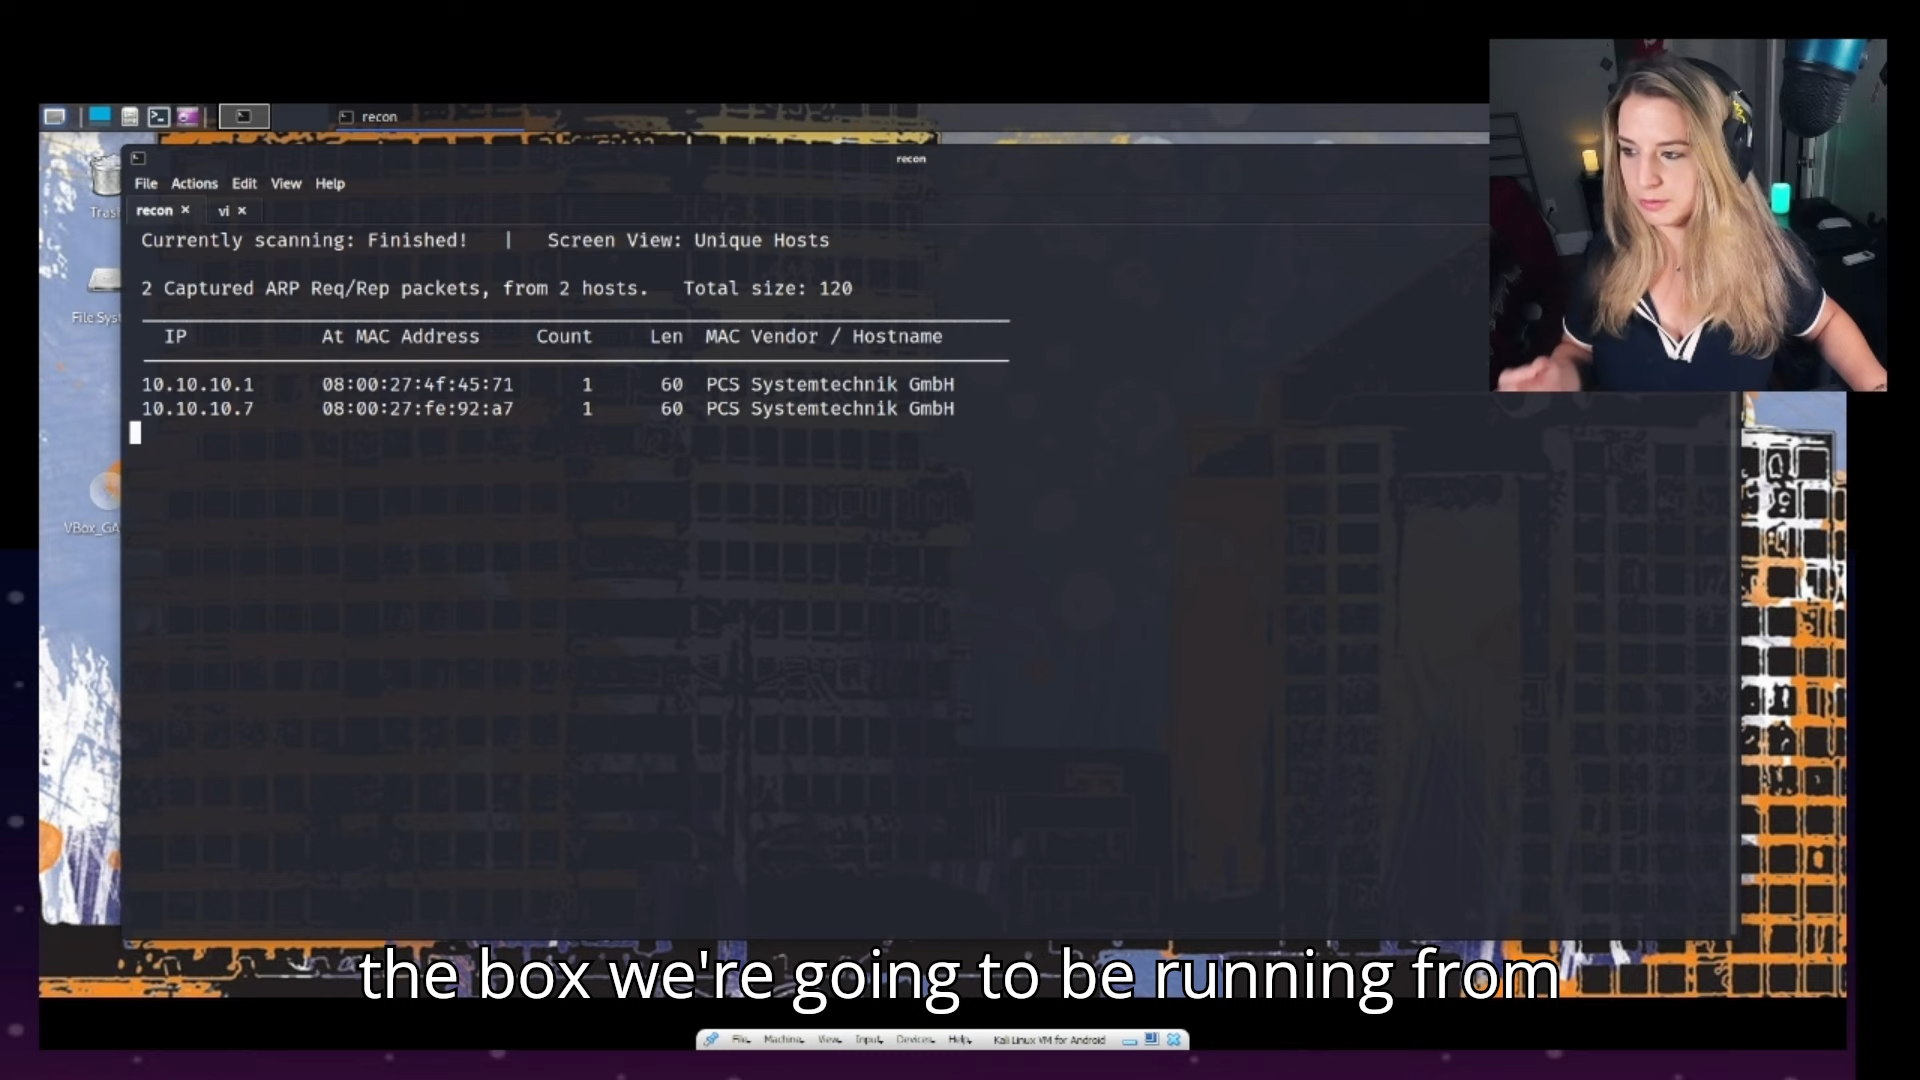 recon
recon
File Actions Edit View Help
recon × vi ×
Currently scanning: Finished! | Screen View: Unique Hosts
2 Captured ARP Req/Rep packets, from 2 hosts. Total size: 120
IP At MAC Address Count Len MAC Vendor / Hostname
10.10.10.1 08:00:27:4f:45:71 1 60 PCS Systemtechnik GmbH
10.10.10.7 08:00:27:fe:92:a7 1 60 PCS Systemtechnik GmbH
Tras
File Syst
VBox_GA
the box we're going to be running from
File Machine View Input Devices Help Kali Linux VM for Android